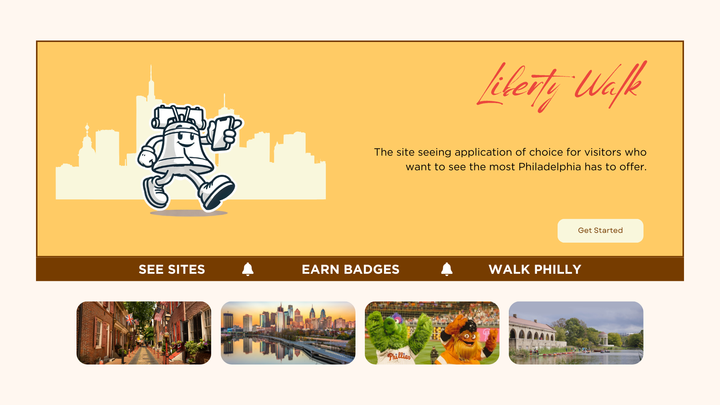 Liberty Walk
The site seeing application of choice for visitors who
want to see the most Philadelphia has to offer.
Get Started
SEE SITES EARN BADGES WALK PHILLY
Phillies